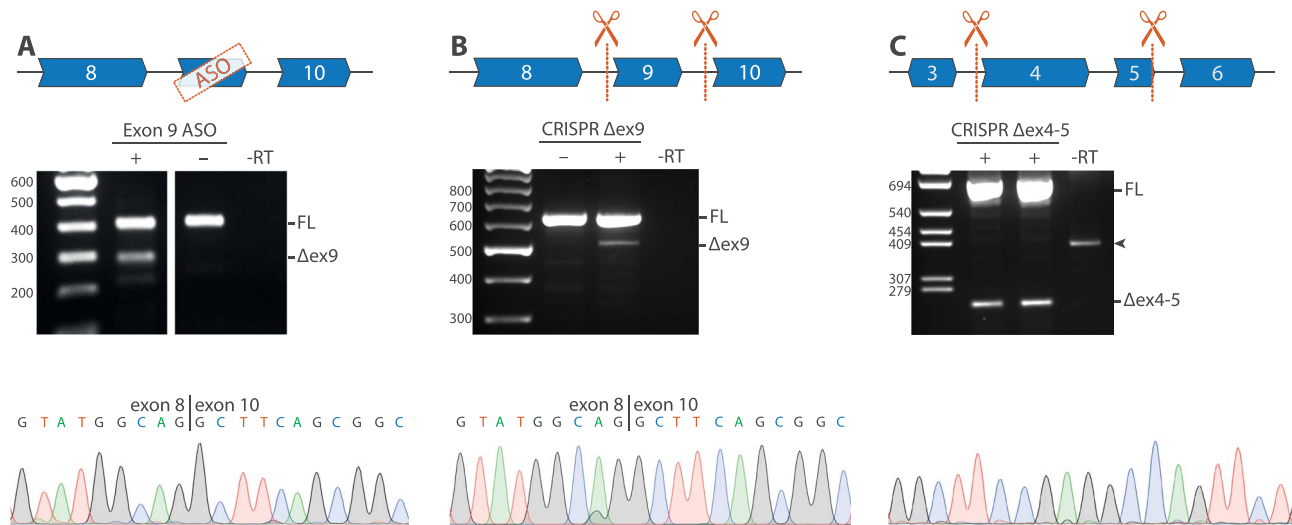 A
8
ASO
10
Exon 9 ASO
+ – -RT
600
500
400
300
200
FL
Δex9
exon 8 exon 10
G T A T G G C A G G C T T C A G C G G C
B
8 9 10
CRISPR Δex9
– + -RT
800
700
600
500
400
300
FL
Δex9
exon 8 exon 10
G T A T G G C A G G C T T C A G C G G C
C
3 4 5 6
CRISPR Δex4-5
+ + -RT
694
540
454
409
307
279
FL
Δex4-5